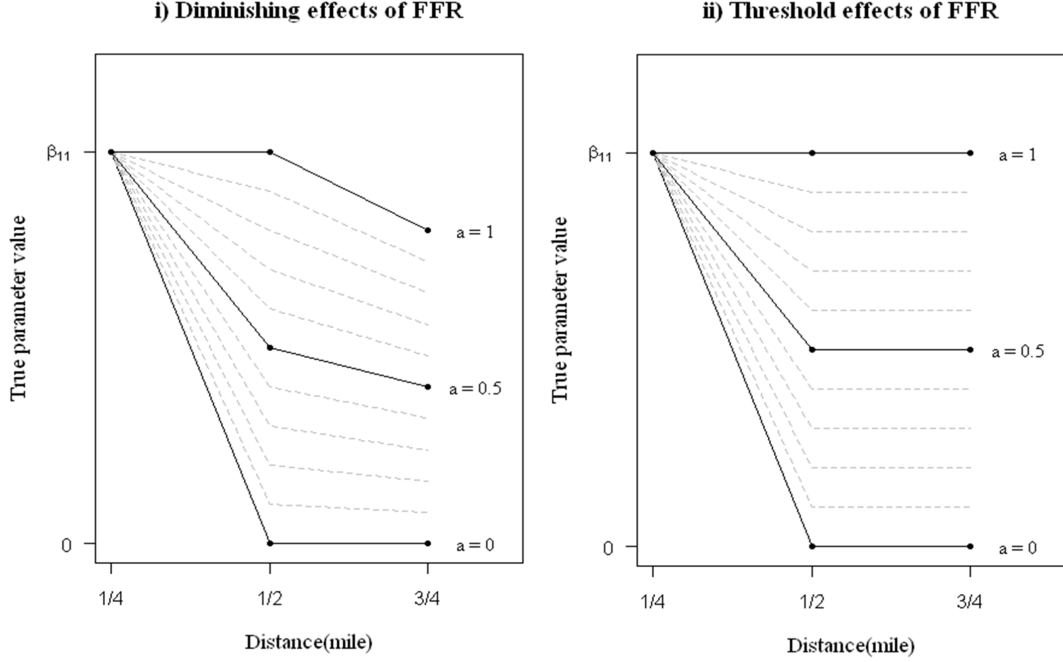 i) Diminishing effects of FFR
True parameter value
β11
0
a = 1
a = 0.5
a = 0
1/4 1/2 3/4
Distance(mile)
ii) Threshold effects of FFR
True parameter value
β11
0
a = 1
a = 0.5
a = 0
1/4 1/2 3/4
Distance(mile)